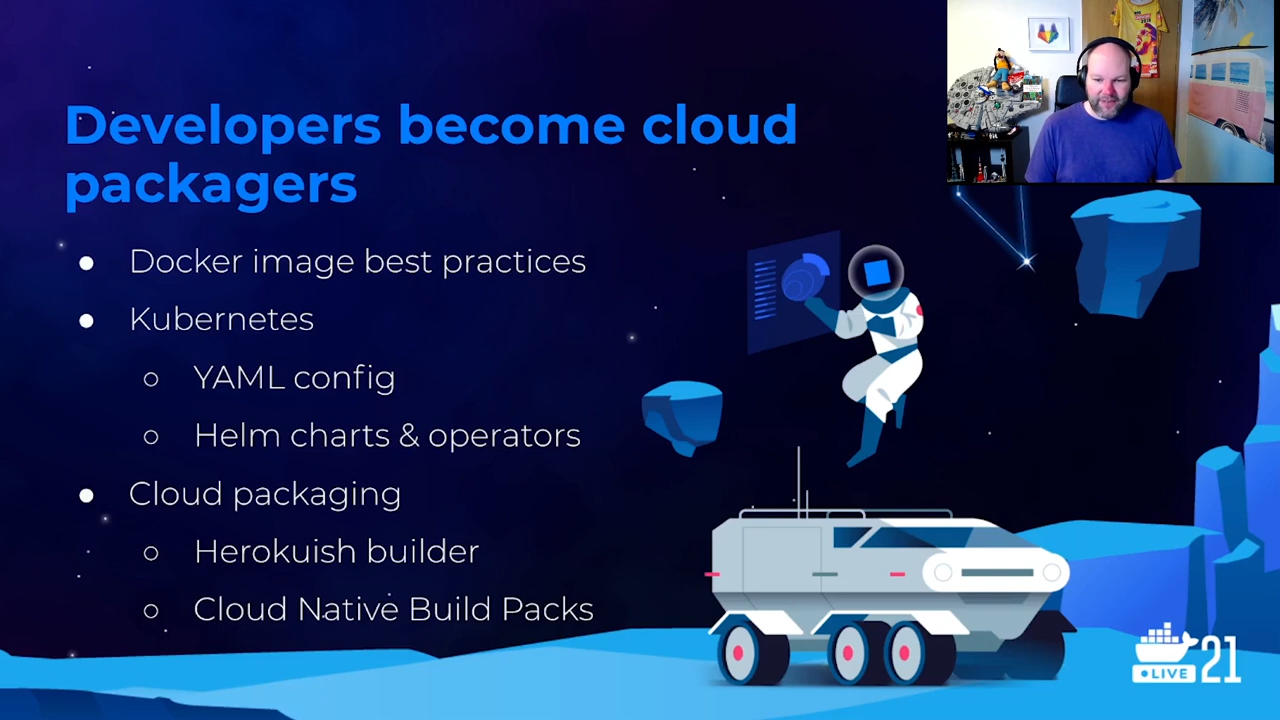 Developers become cloud
packagers
● Docker image best practices
● Kubernetes
○ YAML config
○ Helm charts & operators
● Cloud packaging
○ Herokuish builder
○ Cloud Native Build Packs
LIVE 21